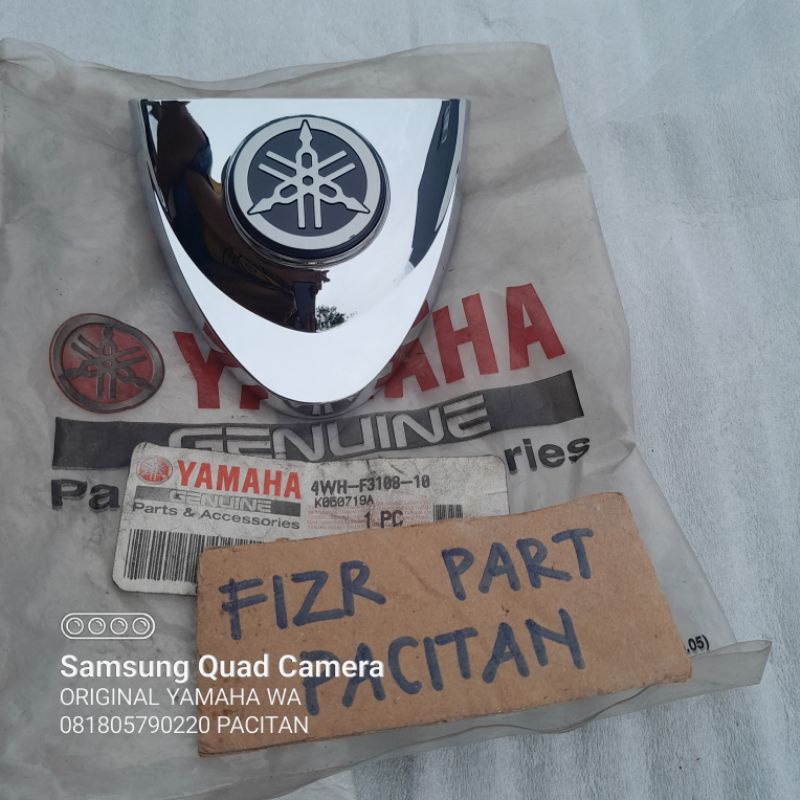 YAMAHA
GENUINE
Pa ries
YAMAHA
GENUINE
Parts & Accessories
4WH-F3108-10
K060719A
1 PC
FIZR PART
PACITAN
.05)
Samsung Quad Camera
ORIGINAL YAMAHA WA
081805790220 PACITAN